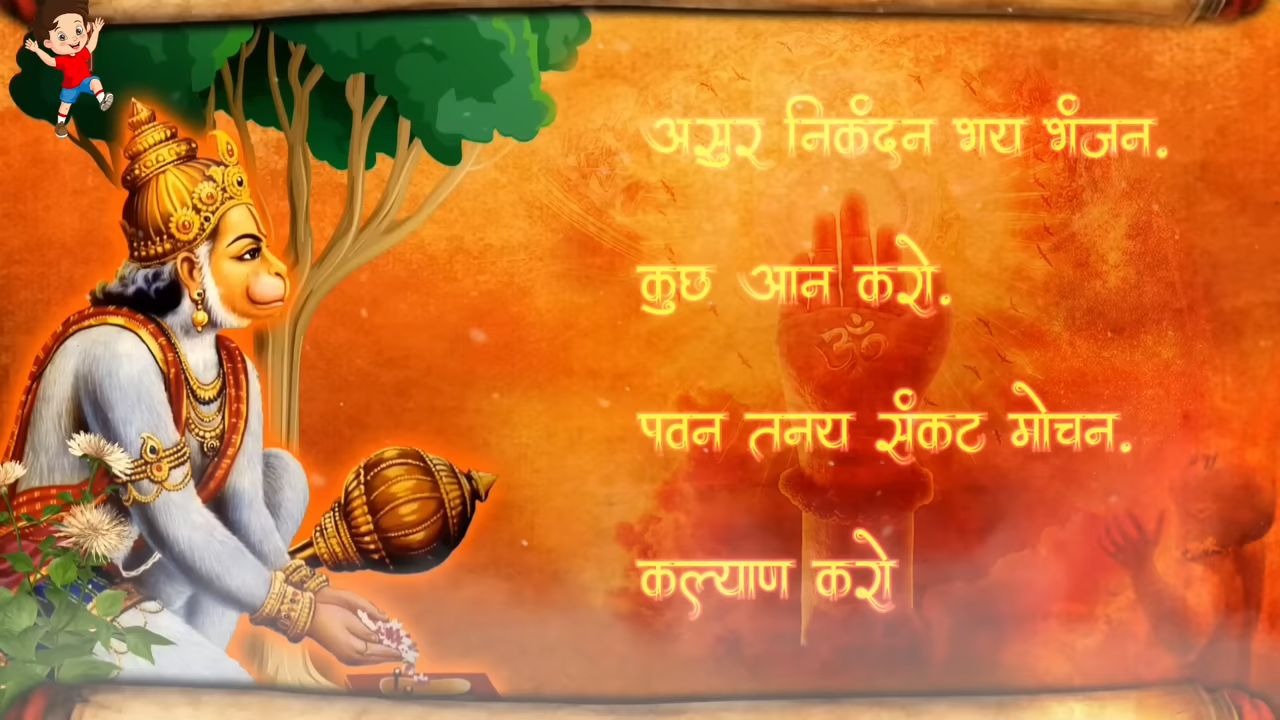 असुर निकंदन भय भंजन.
कुछ आन करो.
पवन तनय संकट मोचन.
कल्याण करो
ॐ